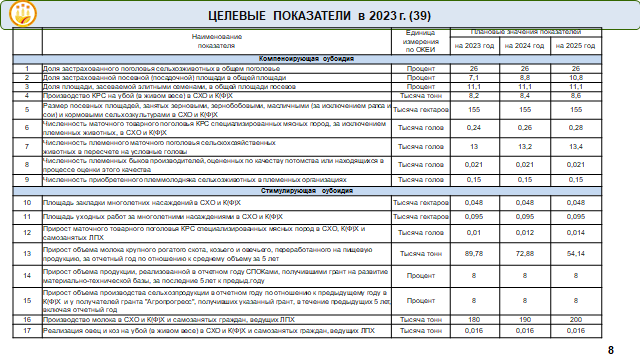 ЦЕЛЕВЫЕ ПОКАЗАТЕЛИ в 2023 г. (39)
Наименование показателя
Единица измерения по ОКЕИ
Плановые значения показателей
на 2023 год на 2024 год на 2025 год
Компенсирующая субсидия
1 Доля застрахованного поголовья сельхозживотных в общем поголовье Процент 26 26 26
2 Доля застрахованной посевной (посадочной) площади в общей площади Процент 7,1 8,8 10,8
3 Доля площади, засеваемой элитными семенами, в общей площади посевов Процент 11,1 11,1 11,1
4 Производство КРС на убой (в живом весе) в СХО и К(Ф)Х Тысяча тонн 8,2 8,4 8,6
5 Размер посевных площадей, занятых зерновыми, зернобобовыми, масличными (за исключением рапса и
сои) и кормовыми сельхозкультурами в СХО и К(Ф)Х Тысяча гектаров 155 155 155
6 Численность маточного товарного поголовья КРС специализированных мясных пород, за исключением
племенных животных, в СХО и К(Ф)Х Тысяча голов 0,24 0,26 0,28
7 Численность племенного маточного поголовья сельскохозяйственных
животных в пересчете на условные головы Тысяча голов 13 13,2 13,4
8 Численность племенных быков производителей, оцененных по качеству потомства или находящихся в
процессе оценки этого качества Тысяча голов 0,021 0,021 0,021
9 Численность приобретенного племмолодняка сельхозживотных в племенных организациях Тысяча голов 0,15 0,15 0,15
Стимулирующая субсидия
10 Площадь закладки многолетних насаждений в СХО и К(Ф)Х Тысяча гектаров 0,048 0,048 0,048
11 Площадь уходных работ за многолетними насаждениями в СХО и К(Ф)Х Тысяча гектаров 0,095 0,095 0,095
12 Прирост маточного товарного поголовья КРС специализированных мясных пород в СХО, К(Ф)Х и
самозанятых ЛПХ Тысяча голов 0,01 0,012 0,014
13 Прирост объема молока крупного рогатого скота, козьего и овечьего, переработанного на пищевую
продукцию, за отчетный год по отношению к среднему объему за 5 лет Тысяча тонн 89,78 72,88 54,14
14 Прирост объема продукции, реализованной в отчетном году СПОКами, получившими грант на развитие
материально-технической базы, за последние 5 лет к предыд.году Процент 8 8 8
15 Прирост объема производства сельхозпродукции в отчетном году по отношению к предыдущему году в
К(Ф)Х и у получателей гранта "Агропрогресс", получивших указанный грант, в течение предыдущих 5 лет,
включая отчетный год Процент 8 8 8
16 Производство молока в СХО и К(Ф)Х и самозанятых граждан, ведущих ЛПХ Тысяча тонн 180 190 200
17 Реализация овец и коз на убой (в живом весе) в СХО и К(Ф)Х и самозанятых граждан, ведущих ЛПХ Тысяча тонн 0,016 0,016 0,016
8